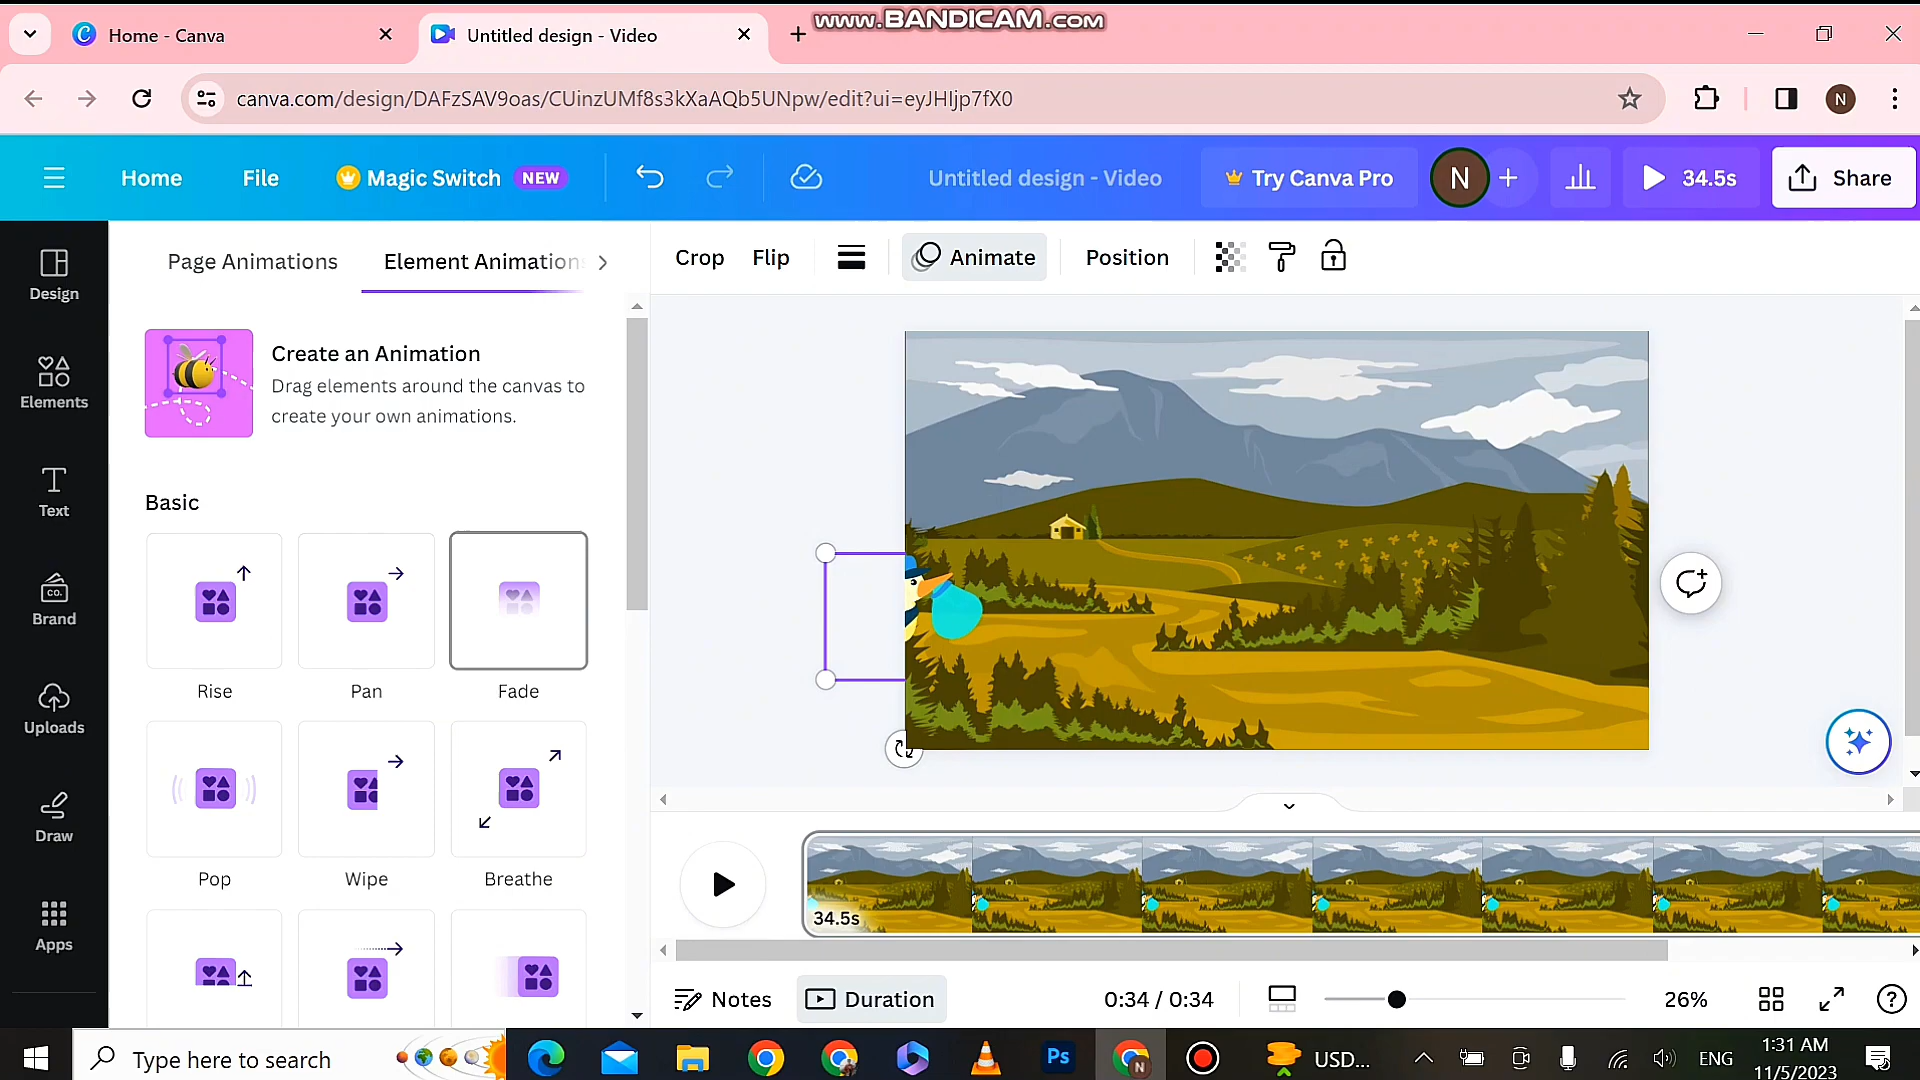 www.BANDICAM.com
Home - Canva
Untitled design - Video
canva.com/design/DAFzSAV9oas/CUinzUMf8s3kXaAQb5UNpw/edit?ui=eyJHIjp7fX0
N
Home
File
Magic Switch
NEW
Untitled design - Video
Try Canva Pro
N
34.5s
Share
Design
Elements
Text
CO.
Brand
Uploads
Draw
Apps
Page Animations
Element Animations
Create an Animation
Drag elements around the canvas to
create your own animations.
Basic
Rise
Pan
Fade
Pop
Wipe
Breathe
Crop
Flip
Animate
Position
34.5s
Notes
Duration
0:34 / 0:34
26%
Type here to search
Ps
N
USD...
ENG
1:31 AM
11/5/2023